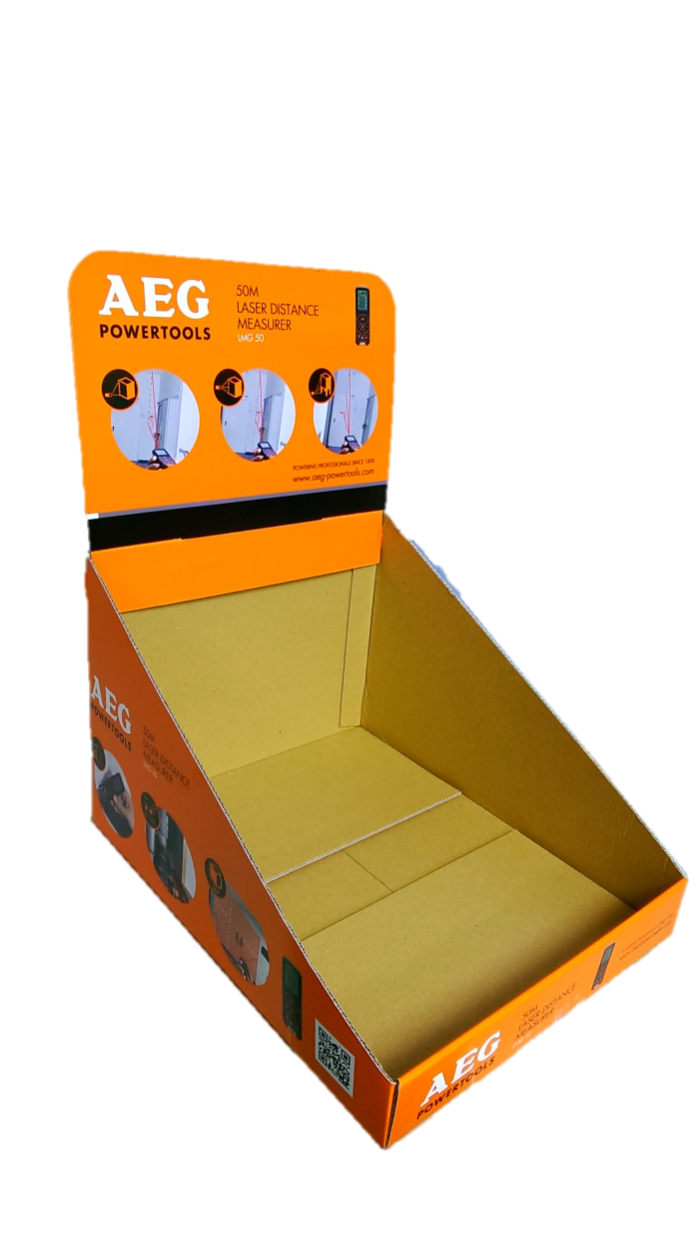 AEG
POWERTOOLS
50M
LASER DISTANCE
MEASURER
LMG 50
POWERING PROFESSIONALS SINCE 1898
www.aeg-powertools.com
AEG
POWERTOOLS
50M
LASER DISTANCE
MEASURER
AEG
POWERTOOLS
50M
LASER DISTANCE
MEASURER